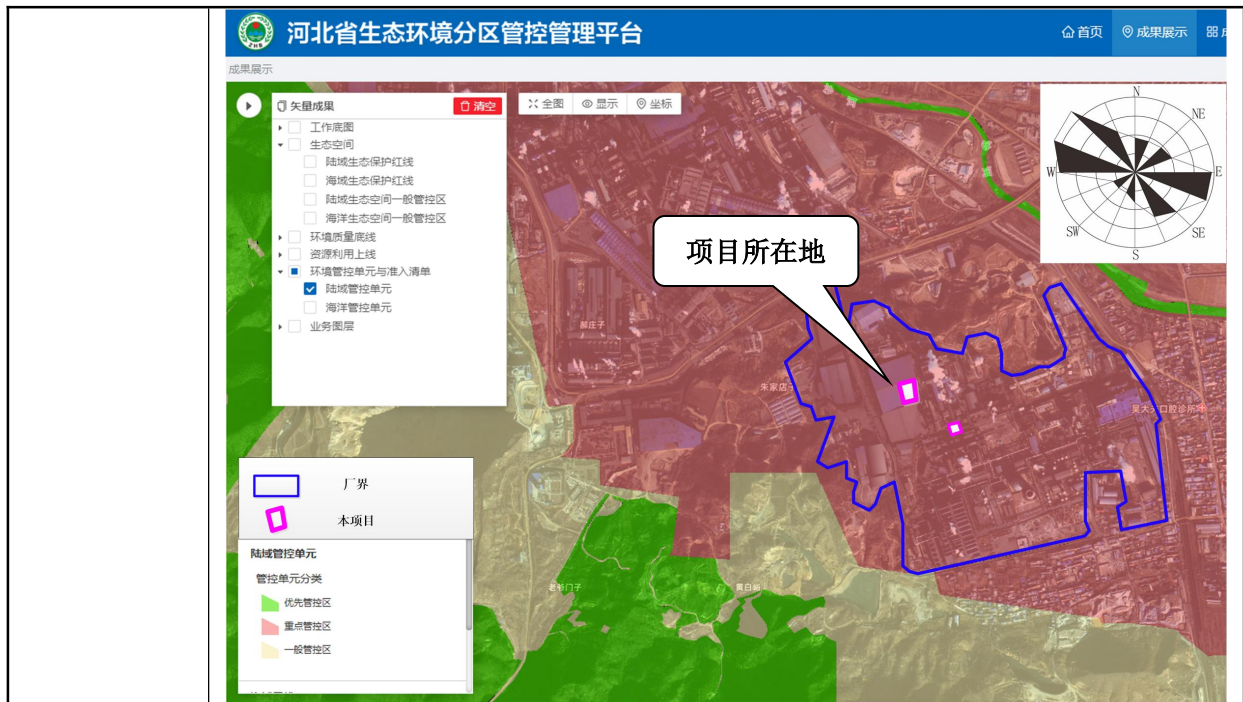 河北省生态环境分区管控管理平台
首页
成果展示
成果展示
矢量成果
清空
全图
显示
坐标
工作底图
生态空间
陆域生态保护红线
海域生态保护红线
陆域生态空间一般管控区
海洋生态空间一般管控区
环境质量底线
资源利用上线
环境管控单元与准入清单
陆域管控单元
海洋管控单元
业务图层
N
NE
E
SE
S
SW
W
项目所在地
郝庄子
朱家店子
厂界
本项目
陆域管控单元
管控单元分类
优先管控区
重点管控区
一般管控区